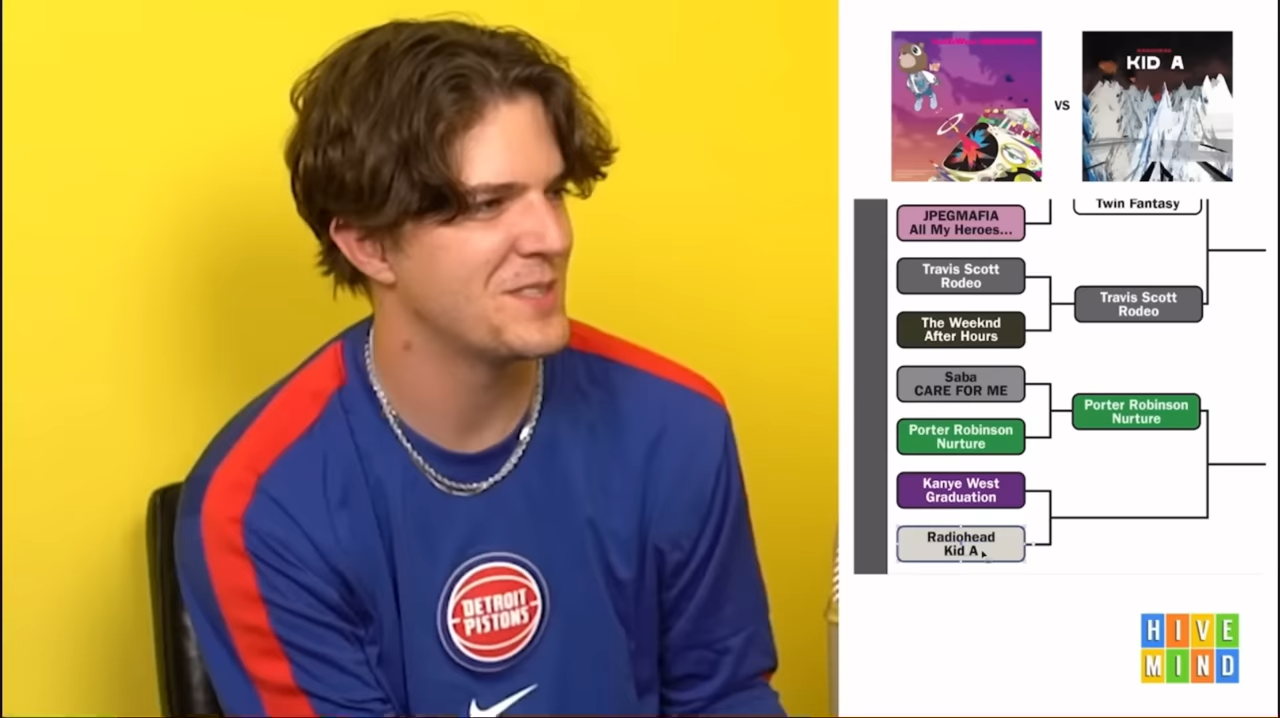 KID A
VS
Twin Fantasy
JPEGMAFIA
All My Heroes...
Travis Scott
Rodeo
Travis Scott
Rodeo
The Weeknd
After Hours
Saba
CARE FOR ME
Porter Robinson
Nurture
Porter Robinson
Nurture
Kanye West
Graduation
Radiohead
Kid A
DETROIT
PISTONS
HIVE
MIND